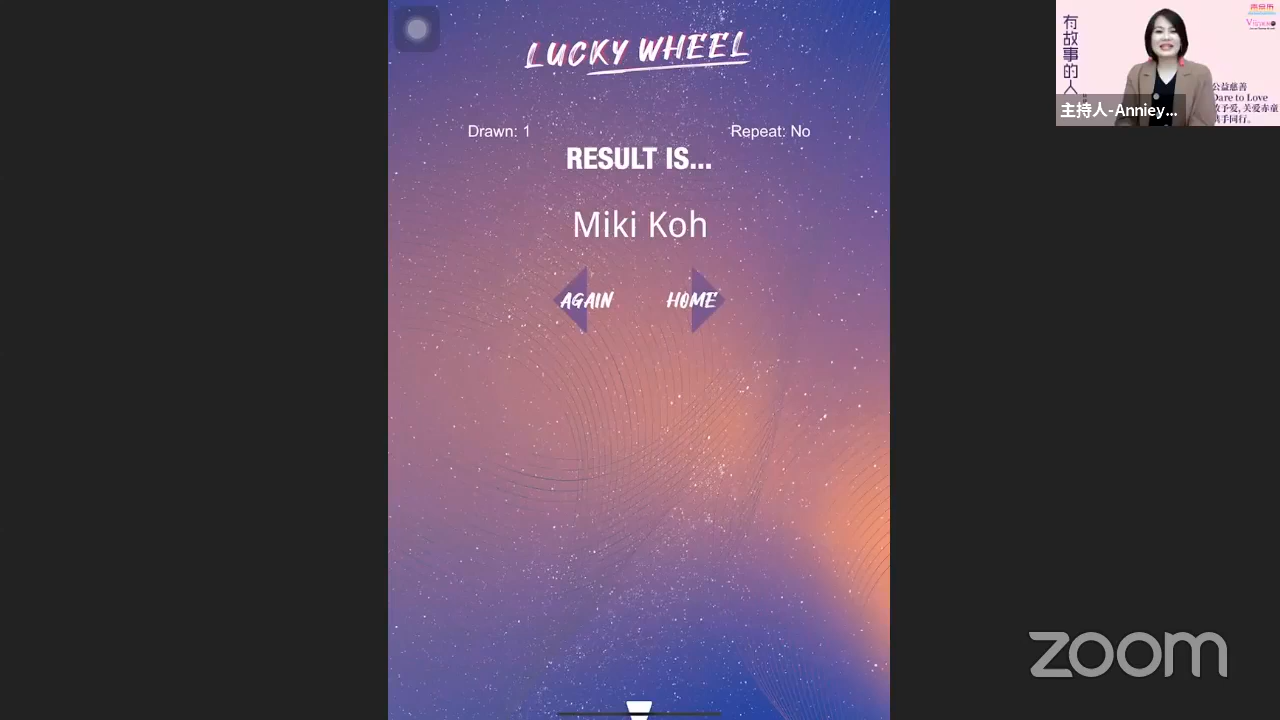 LUCKY WHEEL
Drawn: 1
Repeat: No
RESULT IS...
Miki Koh
AGAIN
HOME
有故事的人
公益慈善
Dare to Love
主持人-Anniey...
zoom